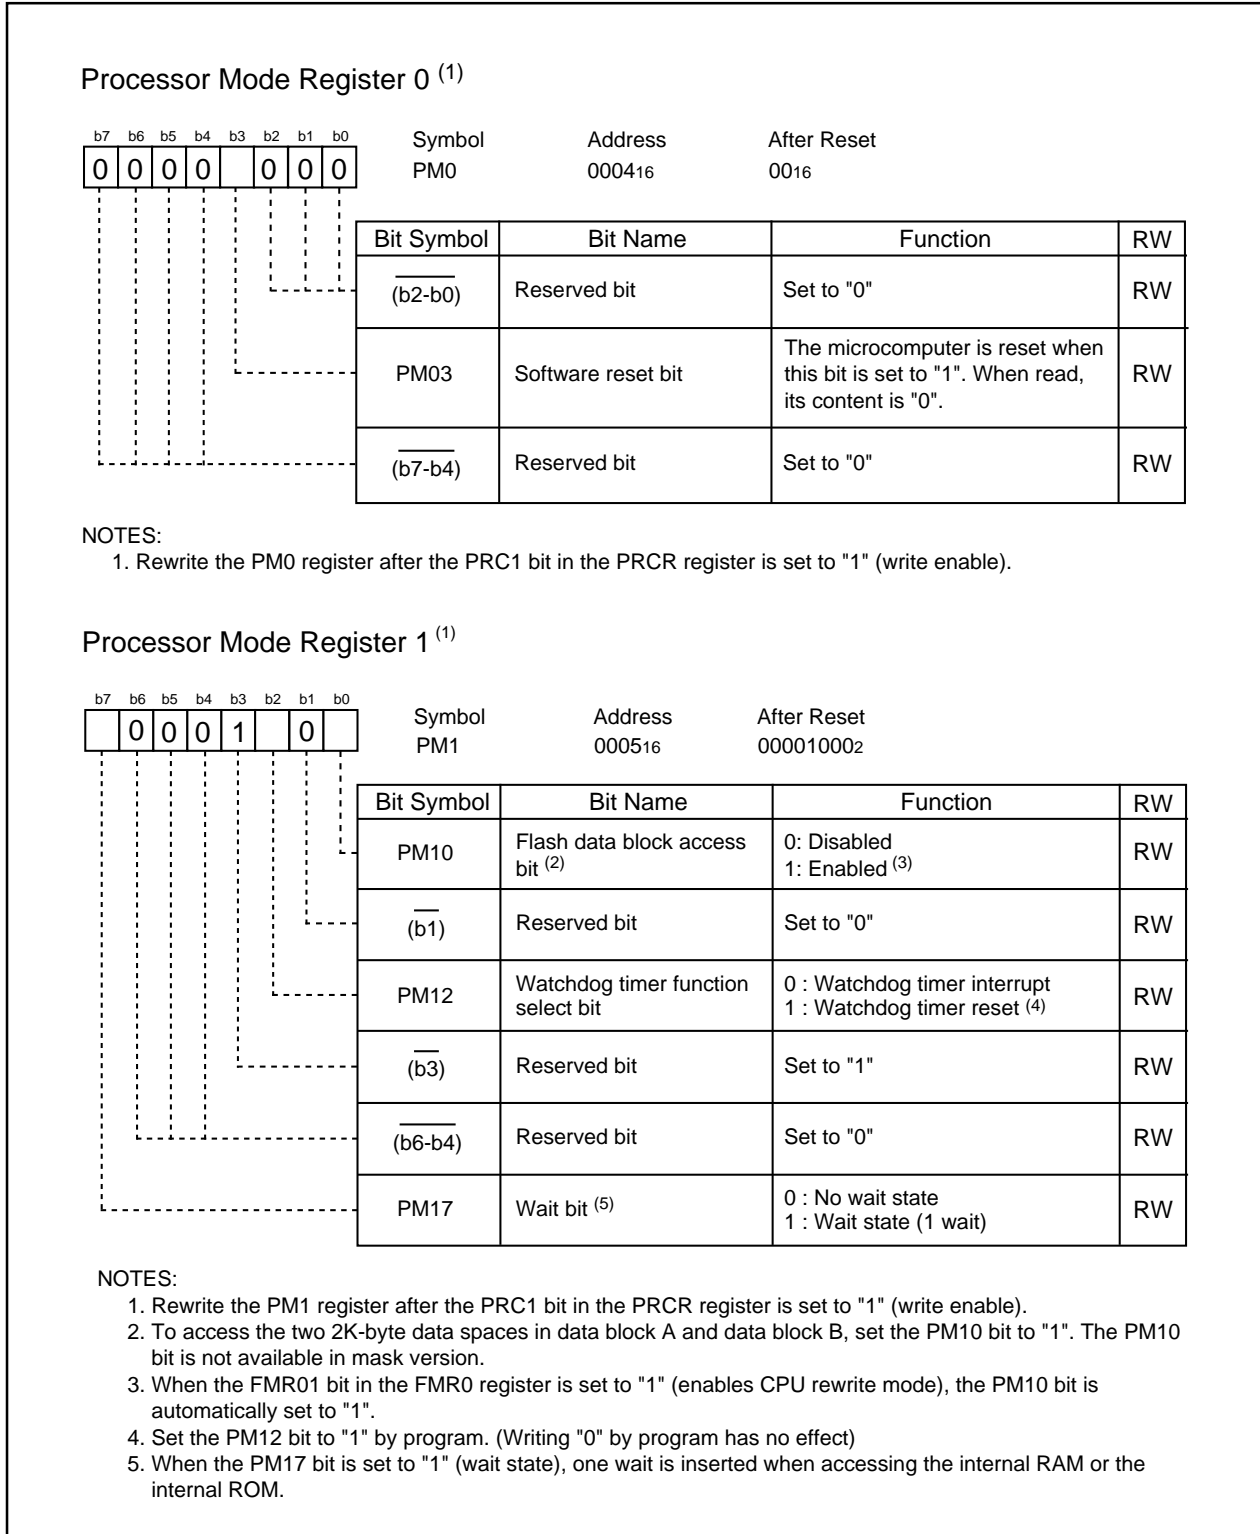 Processor Mode Register 0 (1)
b7 b6 b5 b4 b3 b2 b1 b0
Symbol Address After Reset
0 0 0 0 0 0 0
PM0 000416 0016
Bit Symbol Bit Name Function RW
(b2-b0) Reserved bit Set to "0" RW
The microcomputer is reset when
PM03 Software reset bit this bit is set to "1". When read, RW
its content is "0".
(b7-b4) Reserved bit Set to "0" RW
NOTES:
1. Rewrite the PM0 register after the PRC1 bit in the PRCR register is set to "1" (write enable).
Processor Mode Register 1 (1)
b7 b6 b5 b4 b3 b2 b1 b0
Symbol Address After Reset
0 0 0 1 0
PM1 000516 000010002
Bit Symbol Bit Name Function RW
Flash data block access 0: Disabled
PM10 RW
bit (2) 1: Enabled (3)
(b1) Reserved bit Set to "0" RW
Watchdog timer function 0 : Watchdog timer interrupt
PM12 RW
select bit 1 : Watchdog timer reset (4)
(b3) Reserved bit Set to "1" RW
(b6-b4) Reserved bit Set to "0" RW
0 : No wait state
PM17 Wait bit (5) RW
1 : Wait state (1 wait)
NOTES:
1. Rewrite the PM1 register after the PRC1 bit in the PRCR register is set to "1" (write enable).
2. To access the two 2K-byte data spaces in data block A and data block B, set the PM10 bit to "1". The PM10
bit is not available in mask version.
3. When the FMR01 bit in the FMR0 register is set to "1" (enables CPU rewrite mode), the PM10 bit is
automatically set to "1".
4. Set the PM12 bit to "1" by program. (Writing "0" by program has no effect)
5. When the PM17 bit is set to "1" (wait state), one wait is inserted when accessing the internal RAM or the
internal ROM.